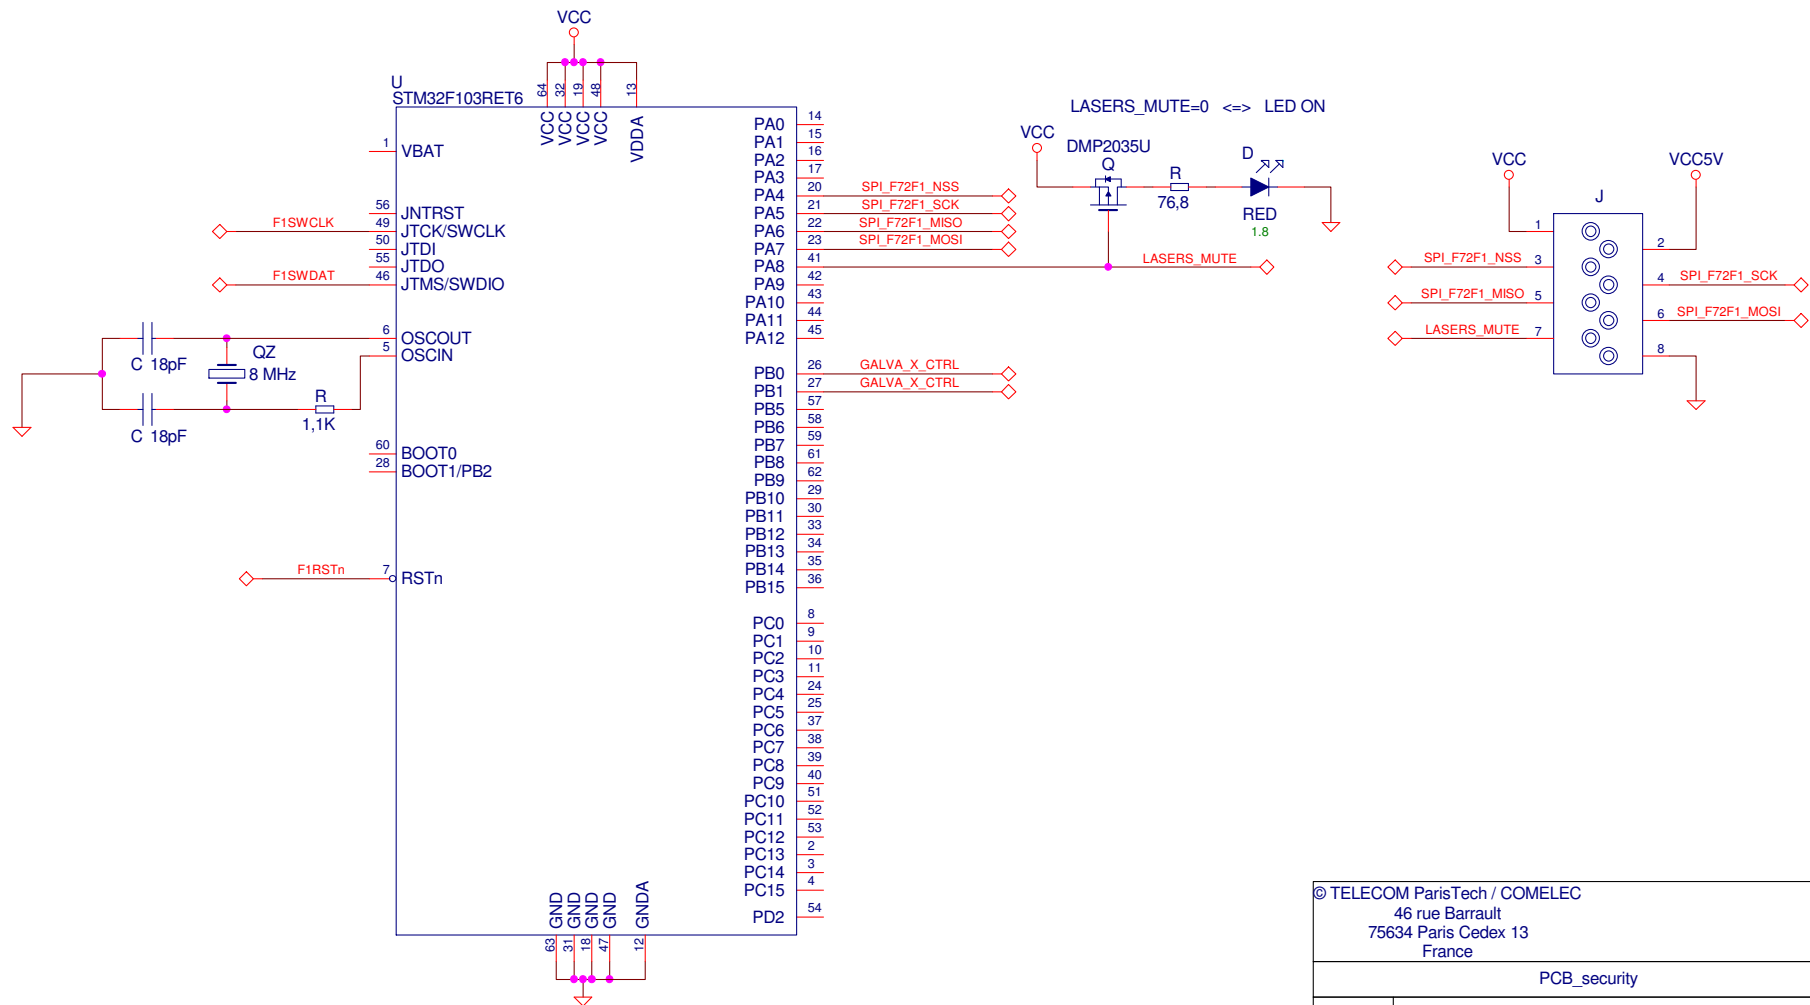 VCC
U
STM32F103RET6
64
32
19
48
13
VCC
VCC
VCC
VCC
VDDA
1
VBAT
56
JNTRST
F1SWCLK
49
JTCK/SWCLK
50
JTDI
55
JTDO
F1SWDAT
46
JTMS/SWDIO
6
OSCOUT
5
OSCIN
C 18pF
QZ
8 MHz
C 18pF
R
1,1K
60
BOOT0
28
BOOT1/PB2
F1RSTn
7
RSTn
PA0 14
PA1 15
PA2 16
PA3 17
PA4 20 SPI_F72F1_NSS
PA5 21 SPI_F72F1_SCK
PA6 22 SPI_F72F1_MISO
PA7 23 SPI_F72F1_MOSI
PA8 41 LASERS_MUTE
PA9 42
PA10 43
PA11 44
PA12 45
PB0 26 GALVA_X_CTRL
PB1 27 GALVA_X_CTRL
PB5 57
PB6 58
PB7 59
PB8 61
PB9 62
PB10 29
PB11 30
PB12 33
PB13 34
PB14 35
PB15 36
PC0 8
PC1 9
PC2 10
PC3 11
PC4 24
PC5 25
PC6 37
PC7 38
PC8 39
PC9 40
PC10 51
PC11 52
PC12 53
PC13 2
PC14 3
PC15 4
PD2 54
GND
GND
GND
GND
GNDA
63
31
18
47
12
LASERS_MUTE=0 <=> LED ON
VCC
DMP2035U
Q
R
76,8
D
RED
1.8
VCC
VCC5V
J
1
2
SPI_F72F1_NSS 3
4 SPI_F72F1_SCK
SPI_F72F1_MISO 5
6 SPI_F72F1_MOSI
LASERS_MUTE 7
8
© TELECOM ParisTech / COMELEC
46 rue Barrault
75634 Paris Cedex 13
France
PCB_security